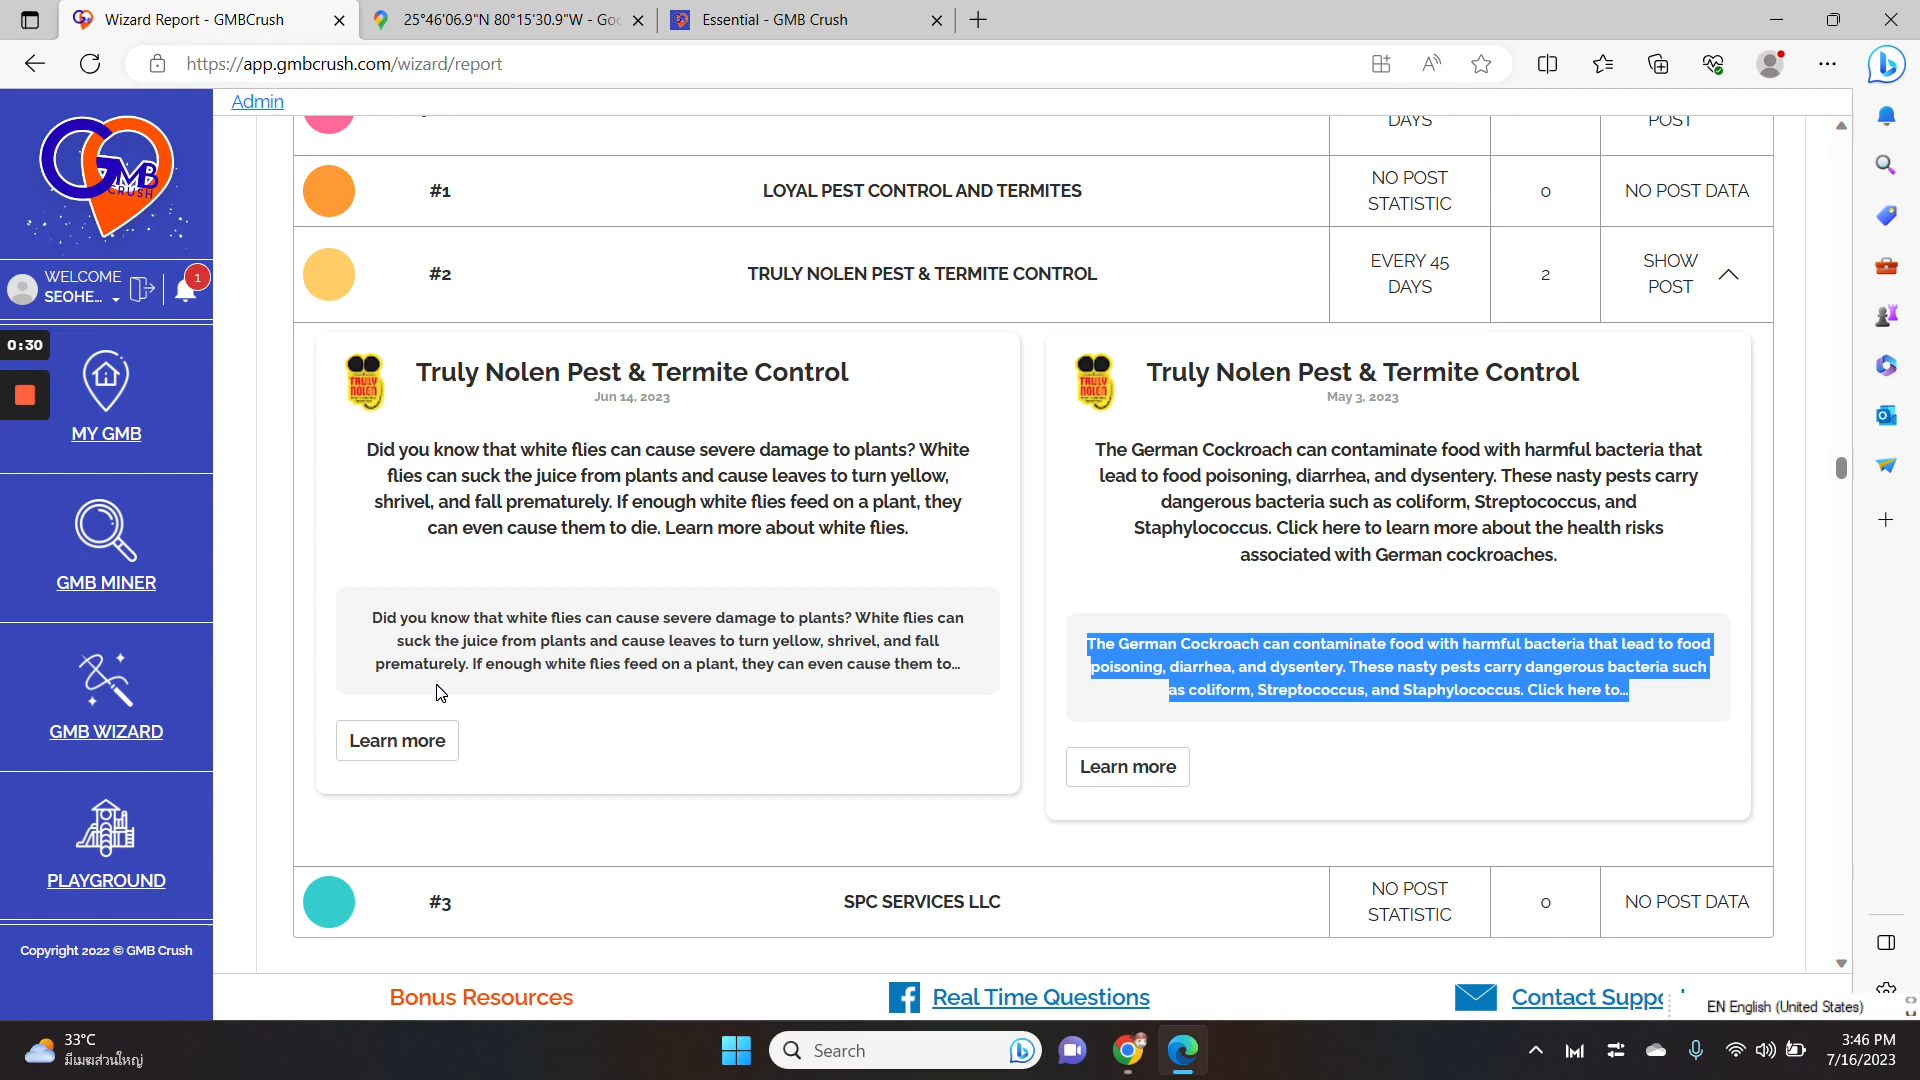 Wizard Report - GMBCrush
25°46'06.9"N 80°15'30.9"W - Goo
Essential - GMB Crush
https://app.gmbcrush.com/wizard/report
Admin
GMB
CRUSH
WELCOME
SEOHE...
1
0:30
MY GMB
GMB MINER
GMB WIZARD
PLAYGROUND
Copyright 2022 © GMB Crush
DAYS
POST
#1
LOYAL PEST CONTROL AND TERMITES
NO POST
STATISTIC
0
NO POST DATA
#2
TRULY NOLEN PEST & TERMITE CONTROL
EVERY 45
DAYS
2
SHOW
POST
TRULY
NOLEN
Truly Nolen Pest & Termite Control
Jun 14, 2023
Did you know that white flies can cause severe damage to plants? White
flies can suck the juice from plants and cause leaves to turn yellow,
shrivel, and fall prematurely. If enough white flies feed on a plant, they
can even cause them to die. Learn more about white flies.
Did you know that white flies can cause severe damage to plants? White flies can
suck the juice from plants and cause leaves to turn yellow, shrivel, and fall
prematurely. If enough white flies feed on a plant, they can even cause them to...
Learn more
TRULY
NOLEN
Truly Nolen Pest & Termite Control
May 3, 2023
The German Cockroach can contaminate food with harmful bacteria that
lead to food poisoning, diarrhea, and dysentery. These nasty pests carry
dangerous bacteria such as coliform, Streptococcus, and
Staphylococcus. Click here to learn more about the health risks
associated with German cockroaches.
The German Cockroach can contaminate food with harmful bacteria that lead to food
poisoning, diarrhea, and dysentery. These nasty pests carry dangerous bacteria such
as coliform, Streptococcus, and Staphylococcus. Click here to...
Learn more
#3
SPC SERVICES LLC
NO POST
STATISTIC
0
NO POST DATA
Bonus Resources
Real Time Questions
Contact Suppo
EN English (United States)
33°C
มีเมฆส่วนใหญ่
Search
3:46 PM
7/16/2023